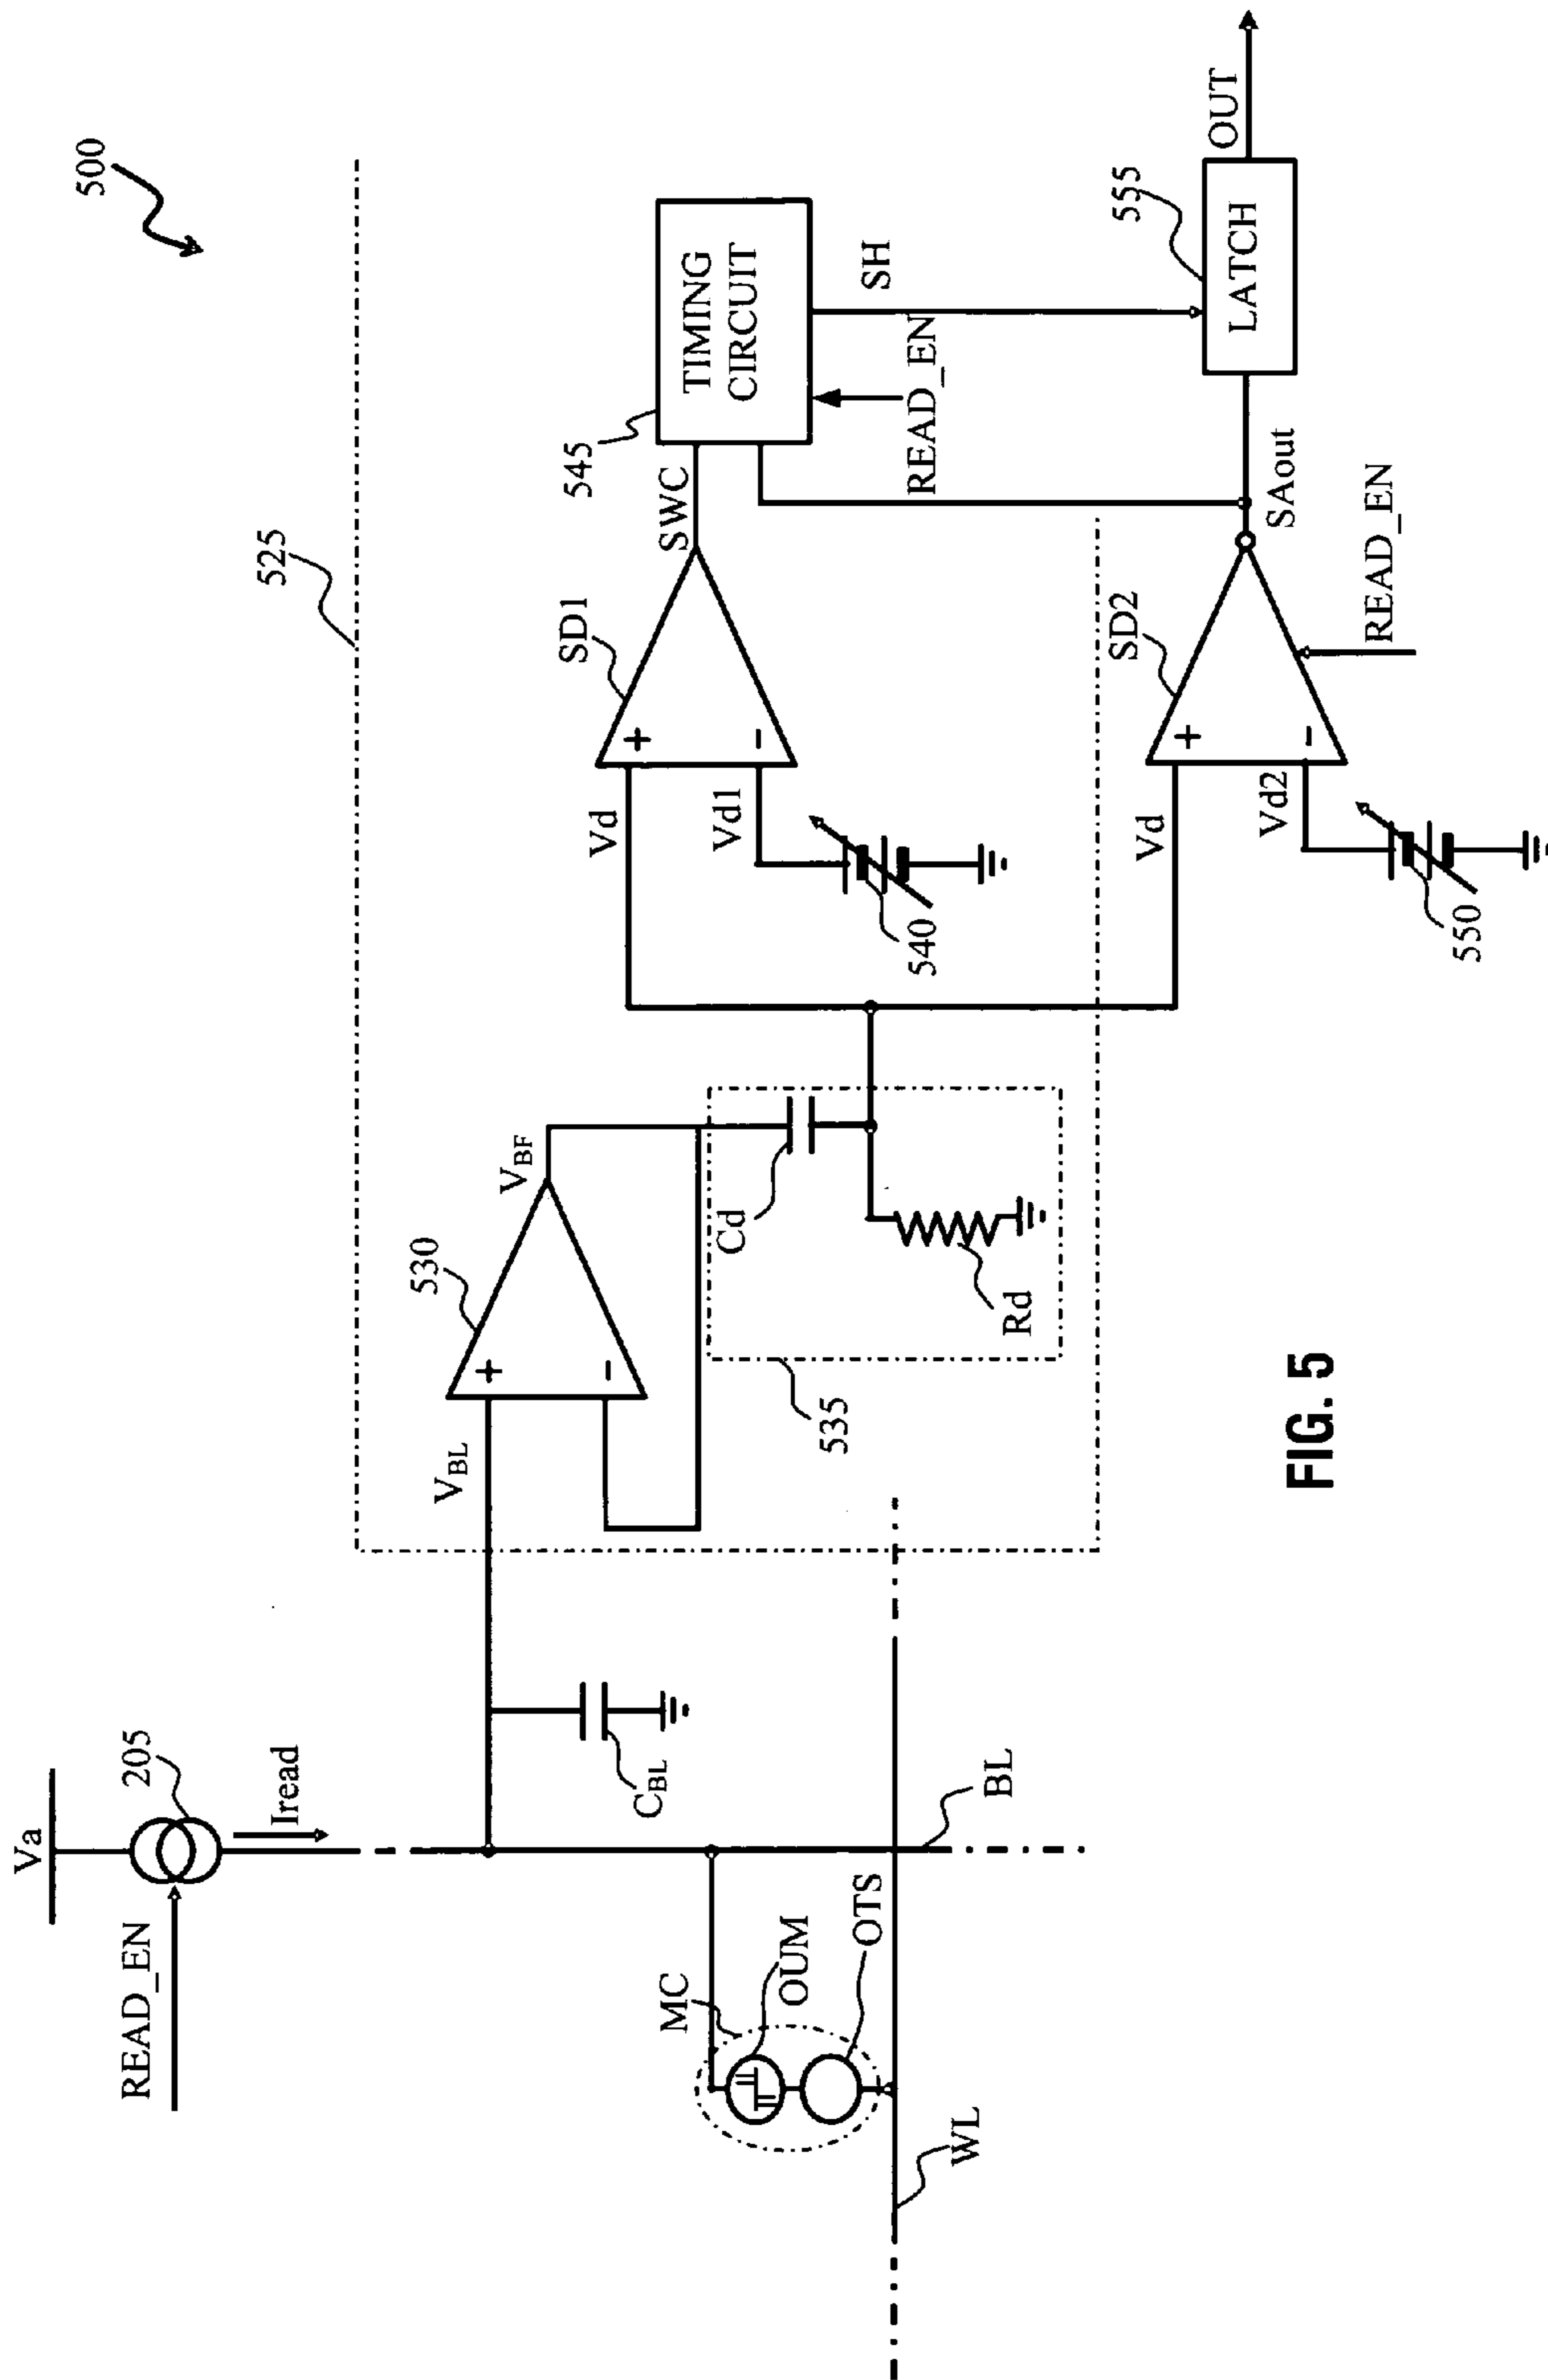 500
525
TIMING
CIRCUIT
545
SWC
SD1
+
-
Vd
Vd1
540
SH
READ_EN
555
LATCH
OUT
SAout
SD2
+
-
READ_EN
Vd
Vd2
550
530
V_BF
V_BL
+
-
Cd
Rd
535
Va
205
Iread
READ_EN
C_BL
BL
MC
OUM
OTS
WL
FIG. 5